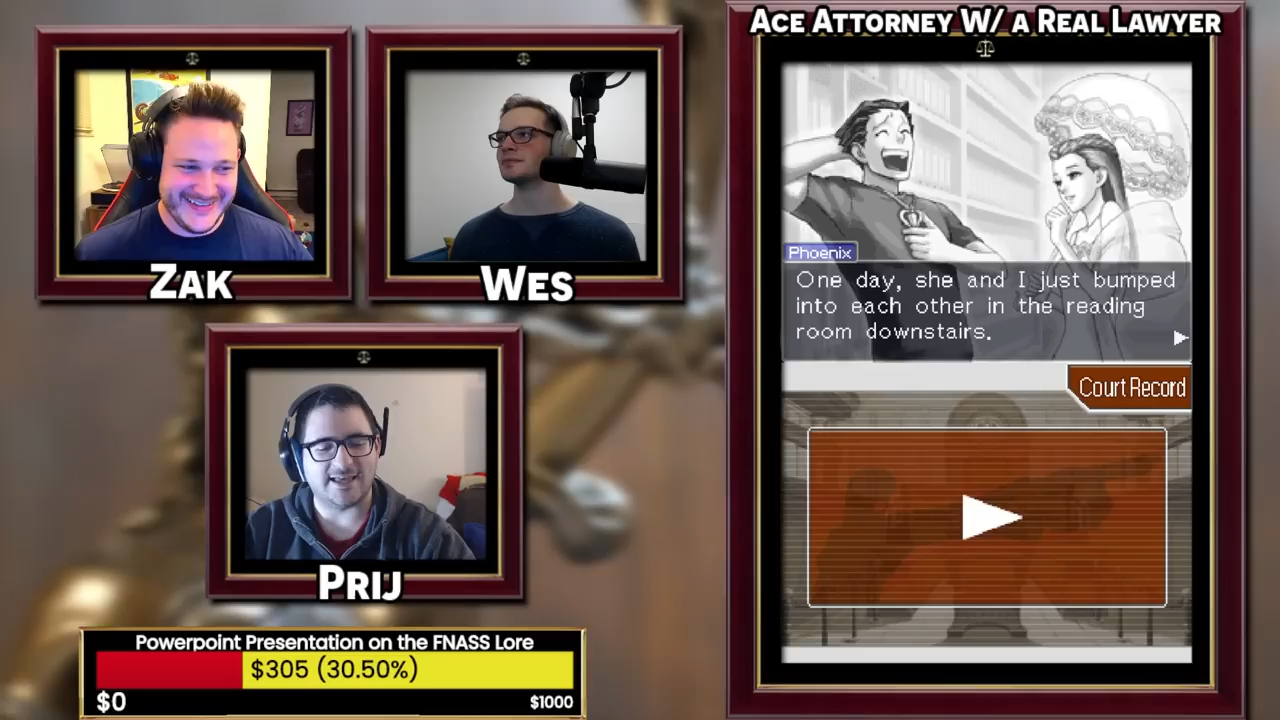 Ace Attorney W/ a Real Lawyer
Zak
Wes
Phoenix
One day, she and I just bumped
into each other in the reading
room downstairs.
Court Record
Prij
Powerpoint Presentation on the FNASS Lore
$305 (30.50%)
$0
$1000